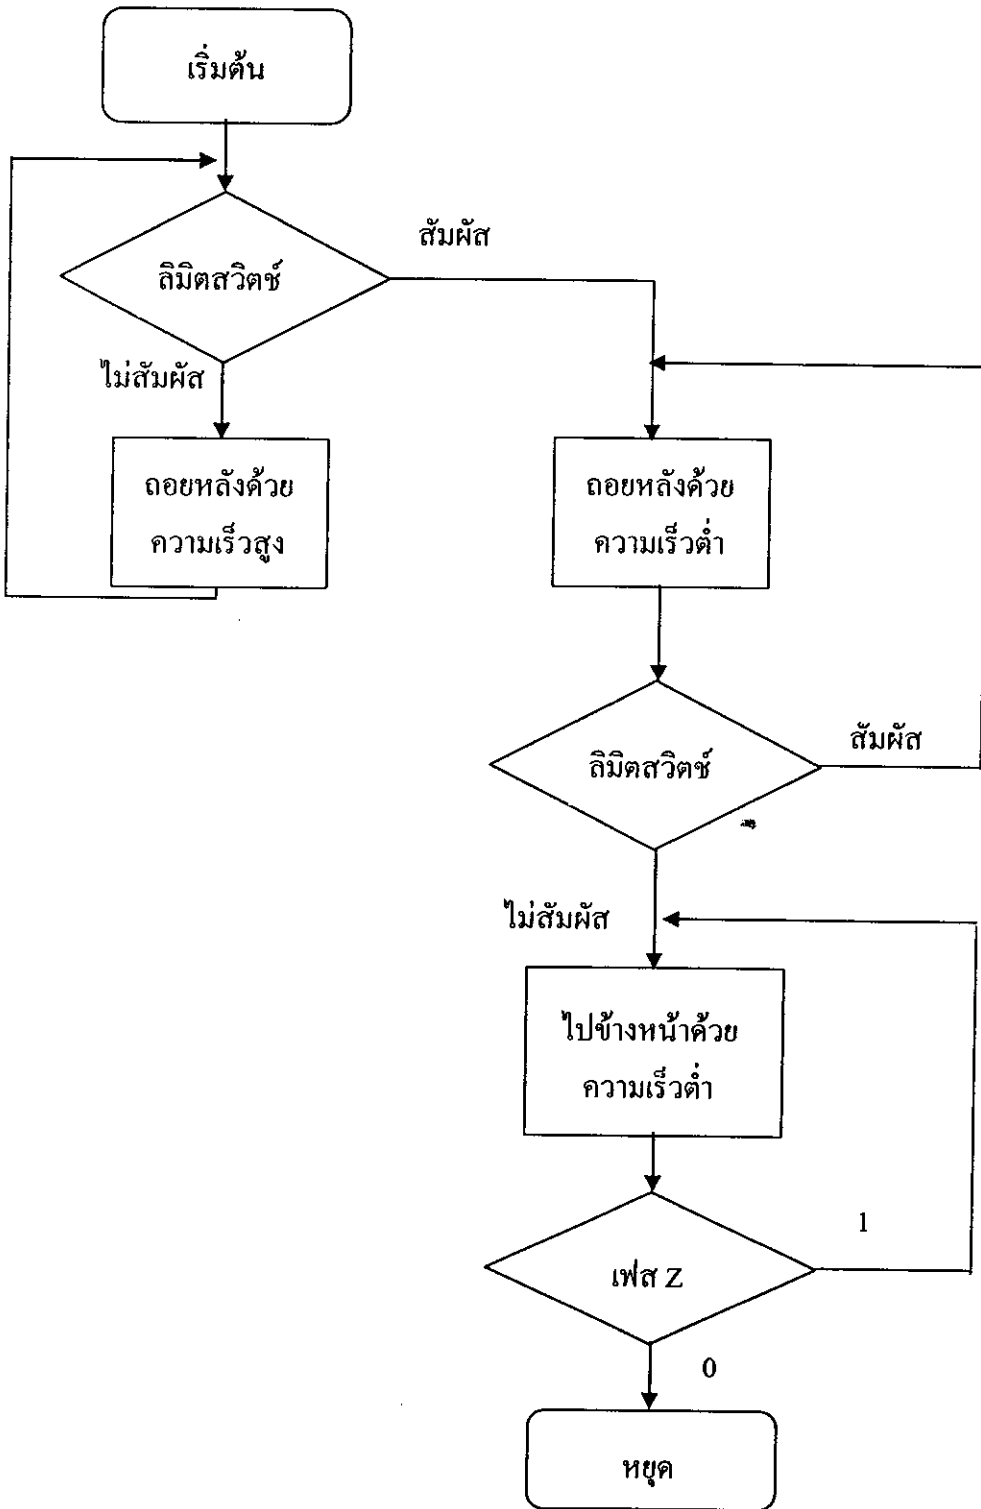 เริ่มต้น
สัมผัส
ลิมิตสวิตช์
ไม่สัมผัส
ถอยหลังด้วย
ความเร็วสูง
ถอยหลังด้วย
ความเร็วต่ำ
สัมผัส
ลิมิตสวิตช์
ไม่สัมผัส
ไปข้างหน้าด้วย
ความเร็วต่ำ
1
เฟส Z
0
หยุด